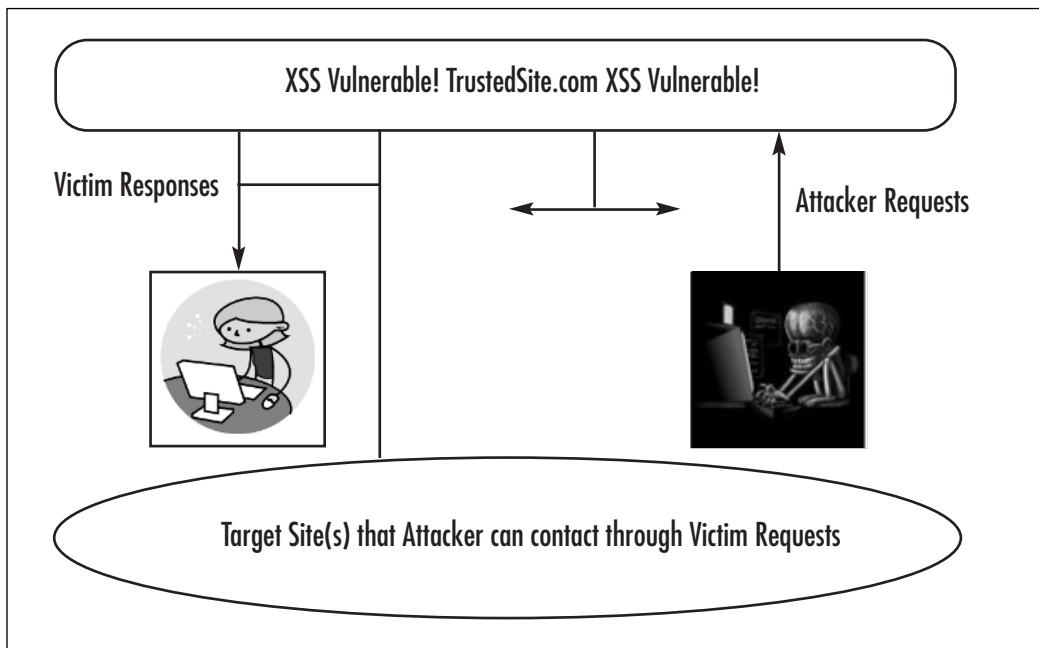 XSS Vulnerable! TrustedSite.com XSS Vulnerable!
Victim Responses
Attacker Requests
Target Site(s) that Attacker can contact through Victim Requests